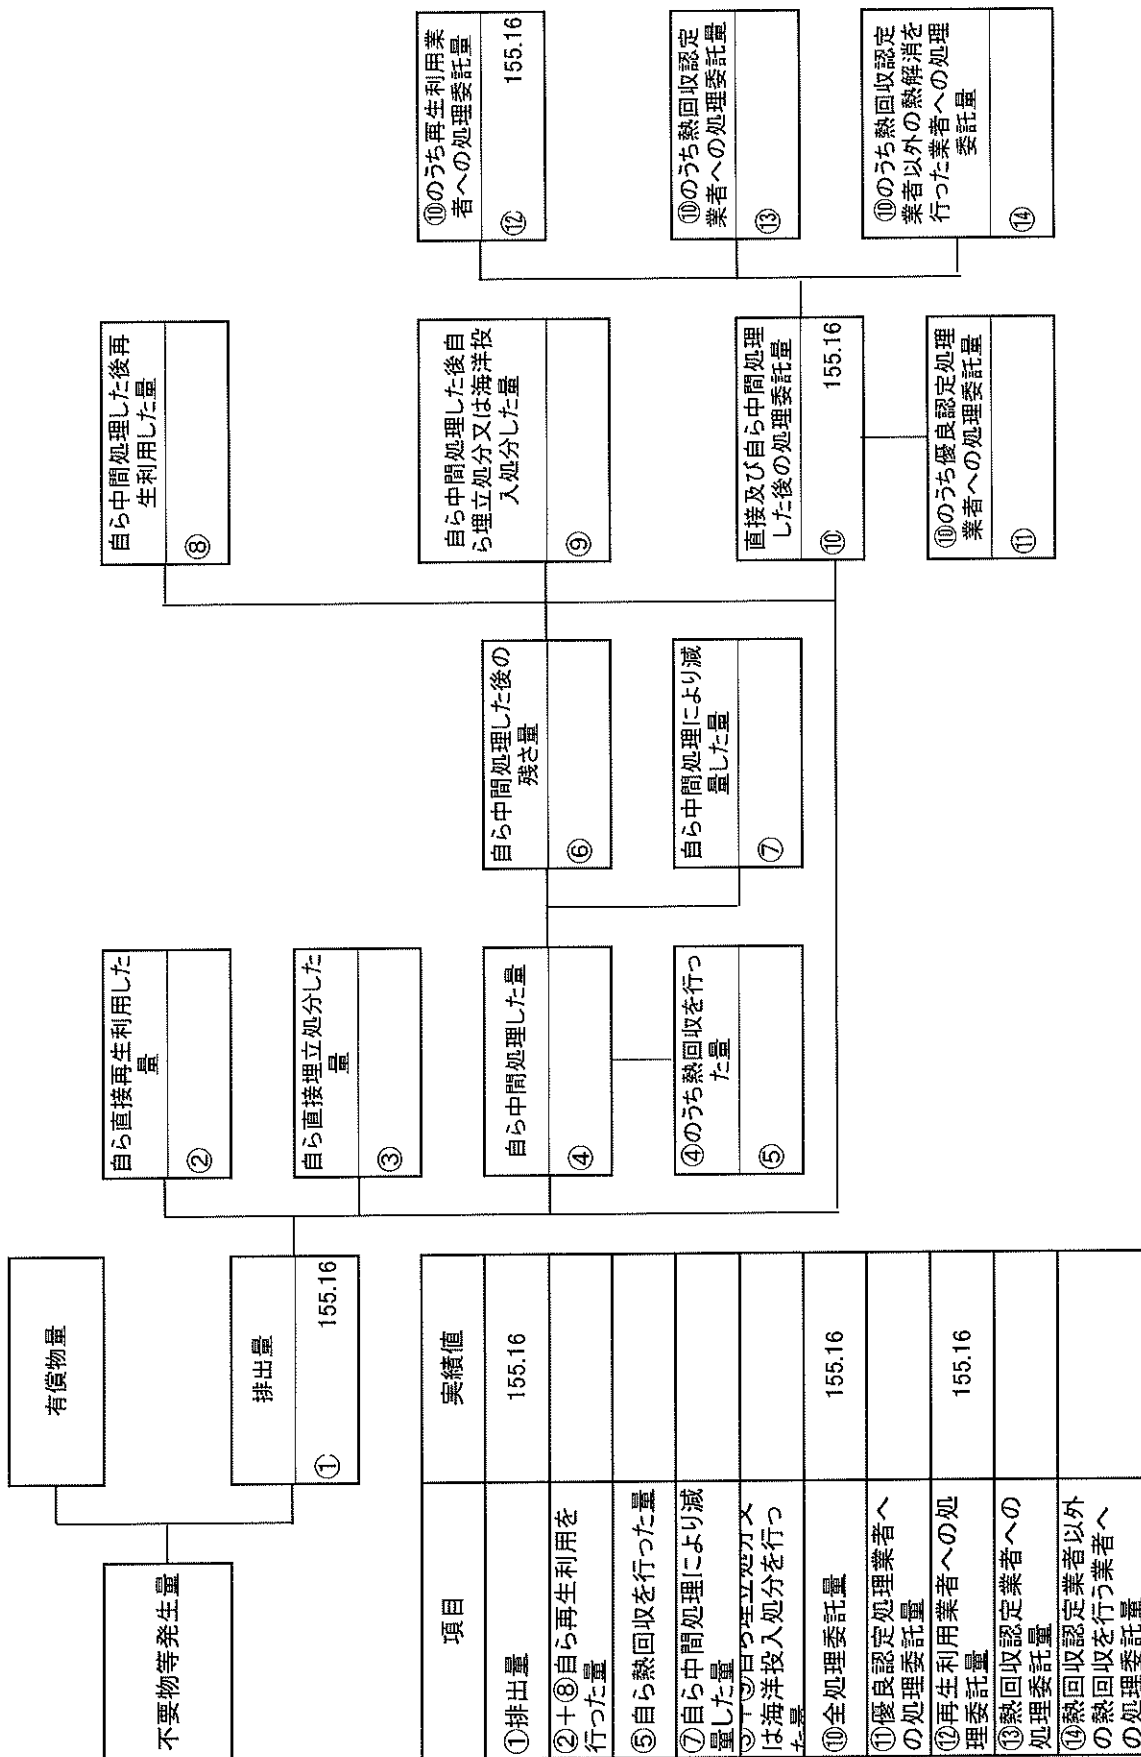 不要物等発生量
有償物量
排出量
①
155.16
自ら直接再生利用した
量
②
自ら直接埋立処分した
量
③
自ら中間処理した量
④
④のうち熱回収を行っ
た量
⑤
自ら中間処理した後の
残さ量
⑥
自ら中間処理により減
量した量
⑦
自ら中間処理した後再
生利用した量
⑧
自ら中間処理した後自
ら埋立処分又は海洋投
入処分した量
⑨
直接及び自ら中間処理
した後の処理委託量
⑩
155.16
⑩のうち優良認定処理
業者への処理委託量
⑪
⑩のうち再生利用業
者への処理委託量
⑫
155.16
⑩のうち熱回収認定
業者への処理委託量
⑬
⑩のうち熱回収認定
業者以外の熱解消を
行った業者への処理
委託量
⑭
項目
実績値
①排出量
155.16
②+⑧自ら再生利用を
行った量
⑤自ら熱回収を行った量
⑦自ら中間処理により減
量した量
③+⑨自ら埋立処分又
は海洋投入処分を行っ
た量
⑩全処理委託量
155.16
⑪優良認定処理業者へ
の処理委託量
⑫再生利用業者への処
理委託量
155.16
⑬熱回収認定業者への
処理委託量
⑭熱回収認定業者以外
の熱回収を行う業者へ
の処理委託量